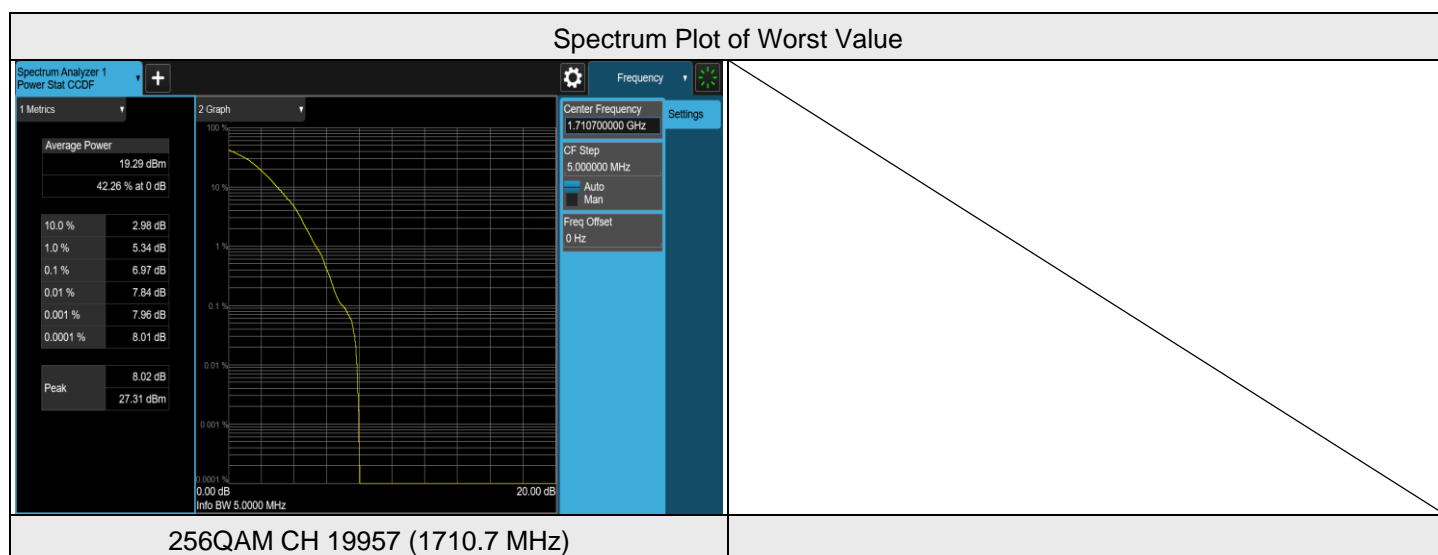 Spectrum Plot of Worst Value
Spectrum Analyzer 1
Power Stat CCDF
+
Frequency
1 Metrics
2 Graph
Average Power
19.29 dBm
42.26 % at 0 dB
10.0 % 2.98 dB
1.0 % 5.34 dB
0.1 % 6.97 dB
0.01 % 7.84 dB
0.001 % 7.96 dB
0.0001 % 8.01 dB
Peak
8.02 dB
27.31 dBm
100 %
10 %
1 %
0.1 %
0.01 %
0.001 %
0.0001 %
0.00 dB 20.00 dB
Info BW 5.0000 MHz
Center Frequency
1.710700000 GHz
CF Step
5.000000 MHz
Auto
Man
Freq Offset
0 Hz
Settings
256QAM CH 19957 (1710.7 MHz)